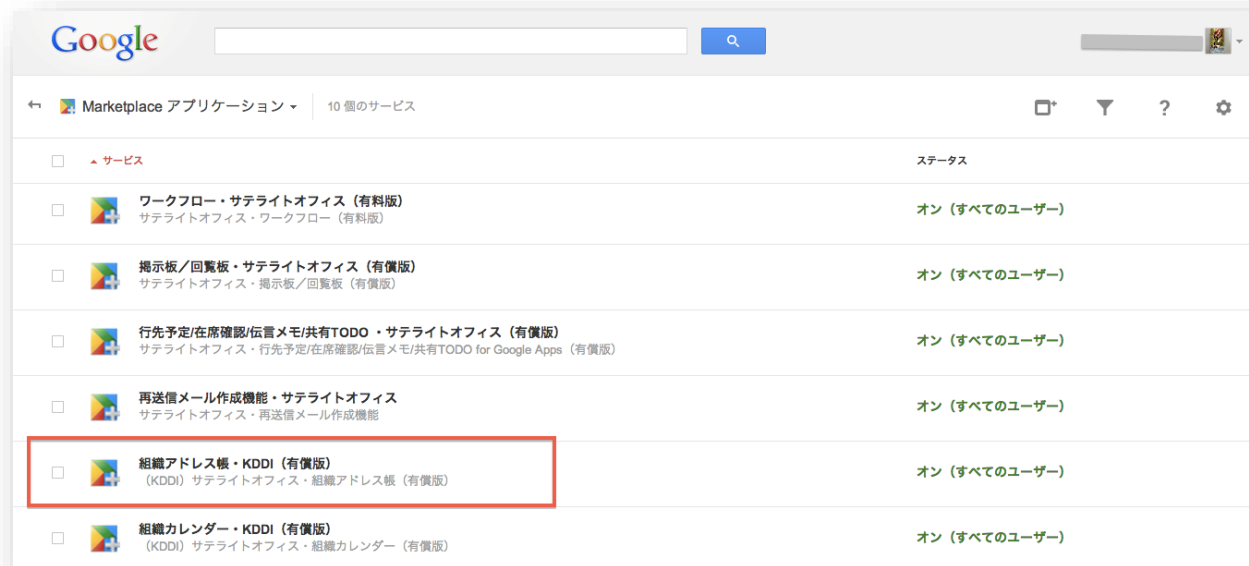 Google
Marketplace アプリケーション
10 個のサービス
?
サービス
ステータス
ワークフロー・サテライトオフィス（有料版）
サテライトオフィス・ワークフロー（有料版）
オン（すべてのユーザー）
掲示板／回覧板・サテライトオフィス（有償版）
サテライトオフィス・掲示板／回覧板（有償版）
オン（すべてのユーザー）
行先予定/在席確認/伝言メモ/共有TODO ・サテライトオフィス（有償版）
サテライトオフィス・行先予定/在席確認/伝言メモ/共有TODO for Google Apps（有償版）
オン（すべてのユーザー）
再送信メール作成機能・サテライトオフィス
サテライトオフィス・再送信メール作成機能
オン（すべてのユーザー）
組織アドレス帳・KDDI（有償版）
（KDDI）サテライトオフィス・組織アドレス帳（有償版）
オン（すべてのユーザー）
組織カレンダー・KDDI（有償版）
（KDDI）サテライトオフィス・組織カレンダー（有償版）
オン（すべてのユーザー）